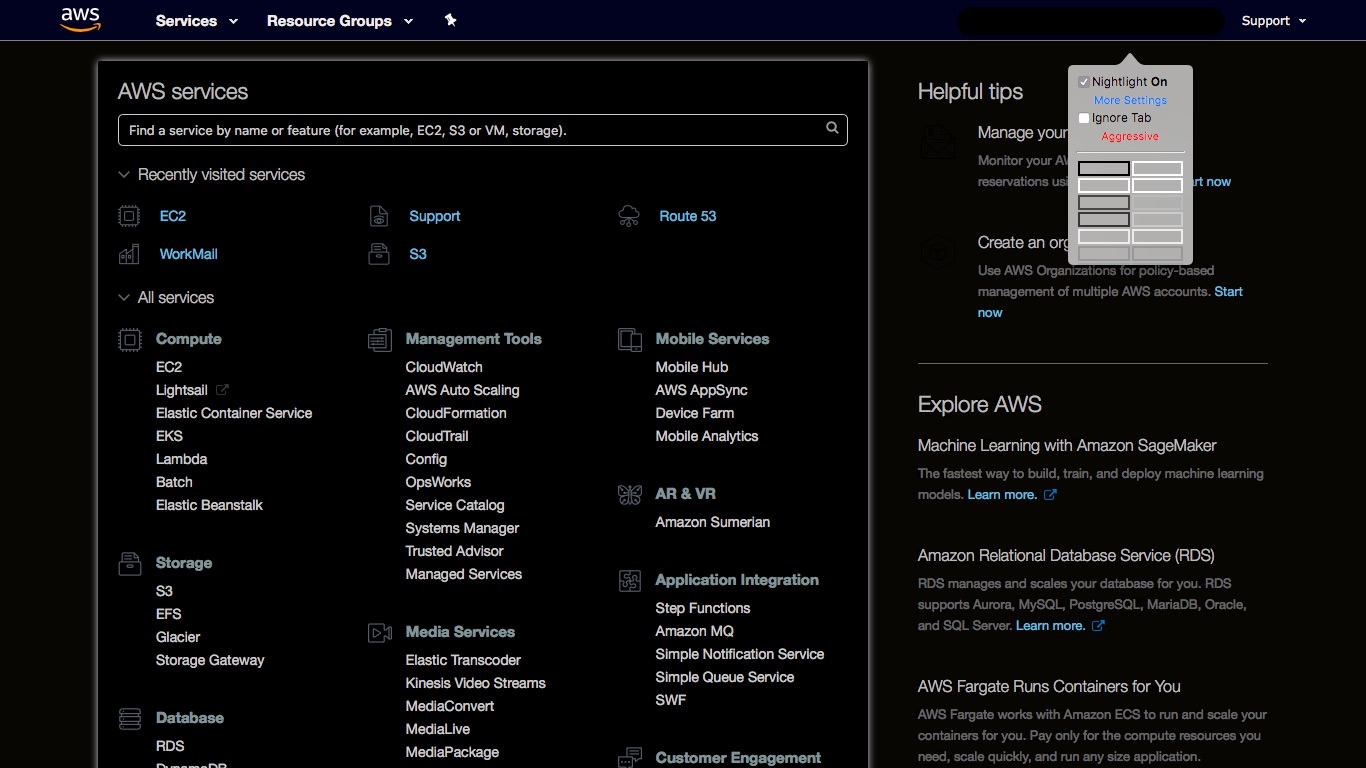 aws
Services
Resource Groups
Support
AWS services
Find a service by name or feature (for example, EC2, S3 or VM, storage).
Recently visited services
EC2
Support
Route 53
WorkMail
S3
All services
Compute
EC2
Lightsail
Elastic Container Service
EKS
Lambda
Batch
Elastic Beanstalk
Storage
S3
EFS
Glacier
Storage Gateway
Database
RDS
DynamoDB
Management Tools
CloudWatch
AWS Auto Scaling
CloudFormation
CloudTrail
Config
OpsWorks
Service Catalog
Systems Manager
Trusted Advisor
Managed Services
Media Services
Elastic Transcoder
Kinesis Video Streams
MediaConvert
MediaLive
MediaPackage
Mobile Services
Mobile Hub
AWS AppSync
Device Farm
Mobile Analytics
AR & VR
Amazon Sumerian
Application Integration
Step Functions
Amazon MQ
Simple Notification Service
Simple Queue Service
SWF
Customer Engagement
Helpful tips
Manage your
Monitor your
reservations
rt now
Create an
Use AWS Organizations for policy-based
management of multiple AWS accounts. Start
now
Nightlight On
More Settings
Ignore Tab
Aggressive
Explore AWS
Machine Learning with Amazon SageMaker
The fastest way to build, train, and deploy machine learning
models. Learn more.
Amazon Relational Database Service (RDS)
RDS manages and scales your database for you. RDS
supports Aurora, MySQL, PostgreSQL, MariaDB, Oracle,
and SQL Server. Learn more.
AWS Fargate Runs Containers for You
AWS Fargate works with Amazon ECS to run and scale your
containers for you. Pay only for the compute resources you
need, scale quickly, and run any size application.